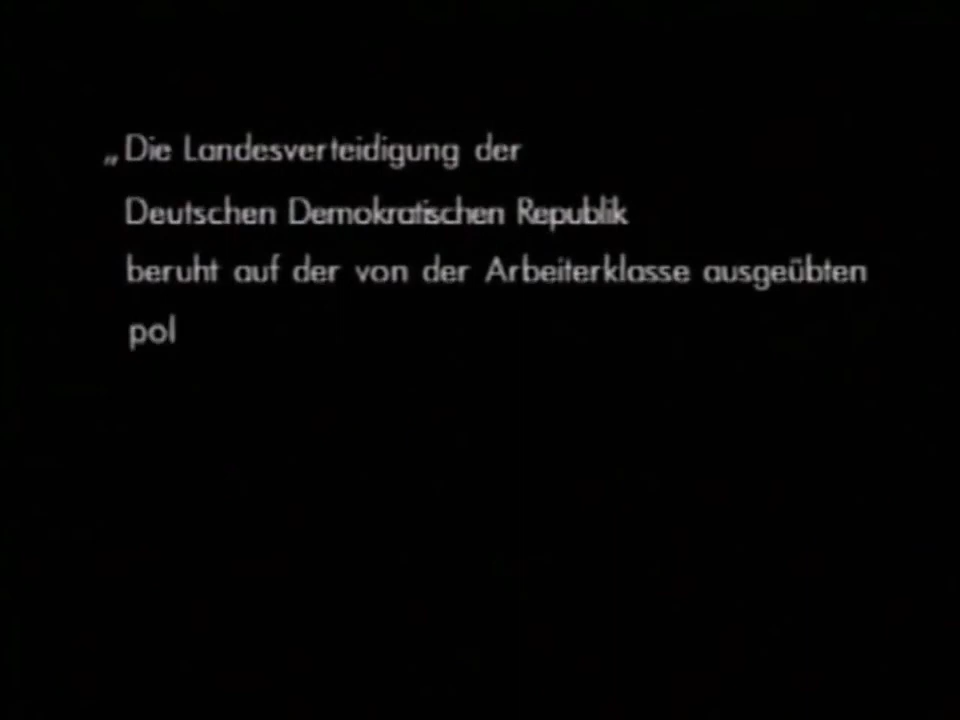 „Die Landesverteidigung der
Deutschen Demokratischen Republik
beruht auf der von der Arbeiterklasse ausgeübten
pol